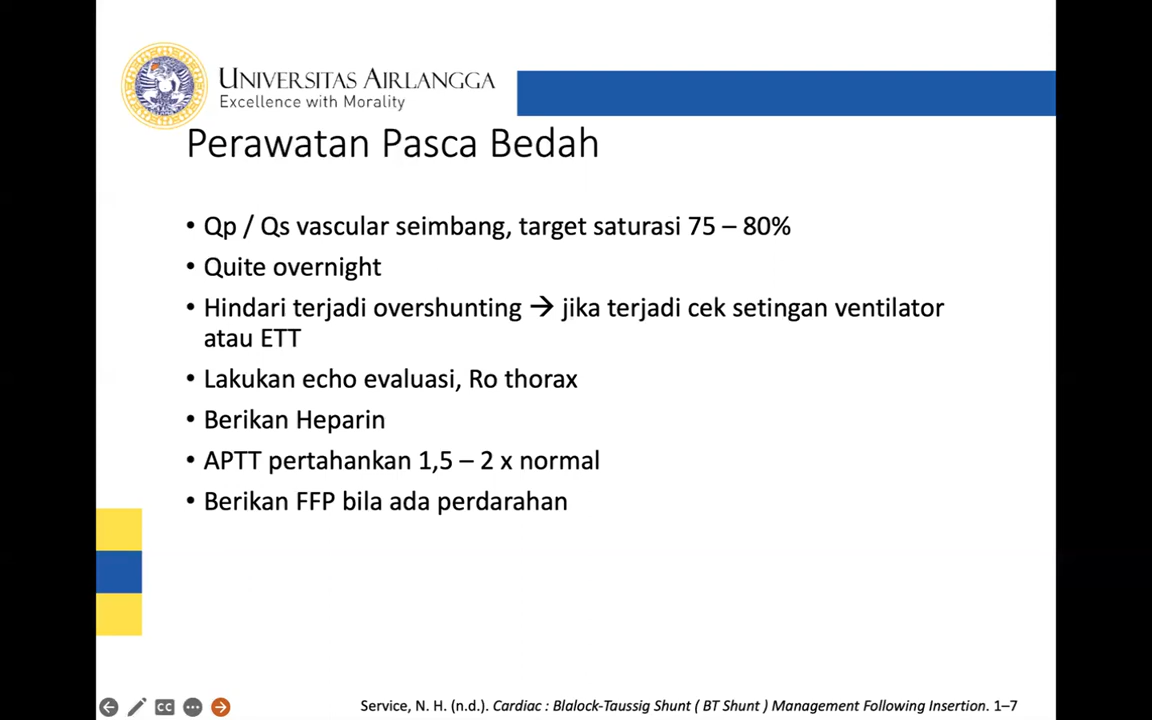 UNIVERSITAS AIRLANGGA
Excellence with Morality
Perawatan Pasca Bedah
• Qp / Qs vascular seimbang, target saturasi 75 – 80%
• Quite overnight
• Hindari terjadi overshunting → jika terjadi cek setingan ventilator
atau ETT
• Lakukan echo evaluasi, Ro thorax
• Berikan Heparin
• APTT pertahankan 1,5 – 2 x normal
• Berikan FFP bila ada perdarahan
CC
Service, N. H. (n.d.). Cardiac : Blalock-Taussig Shunt ( BT Shunt ) Management Following Insertion. 1–7